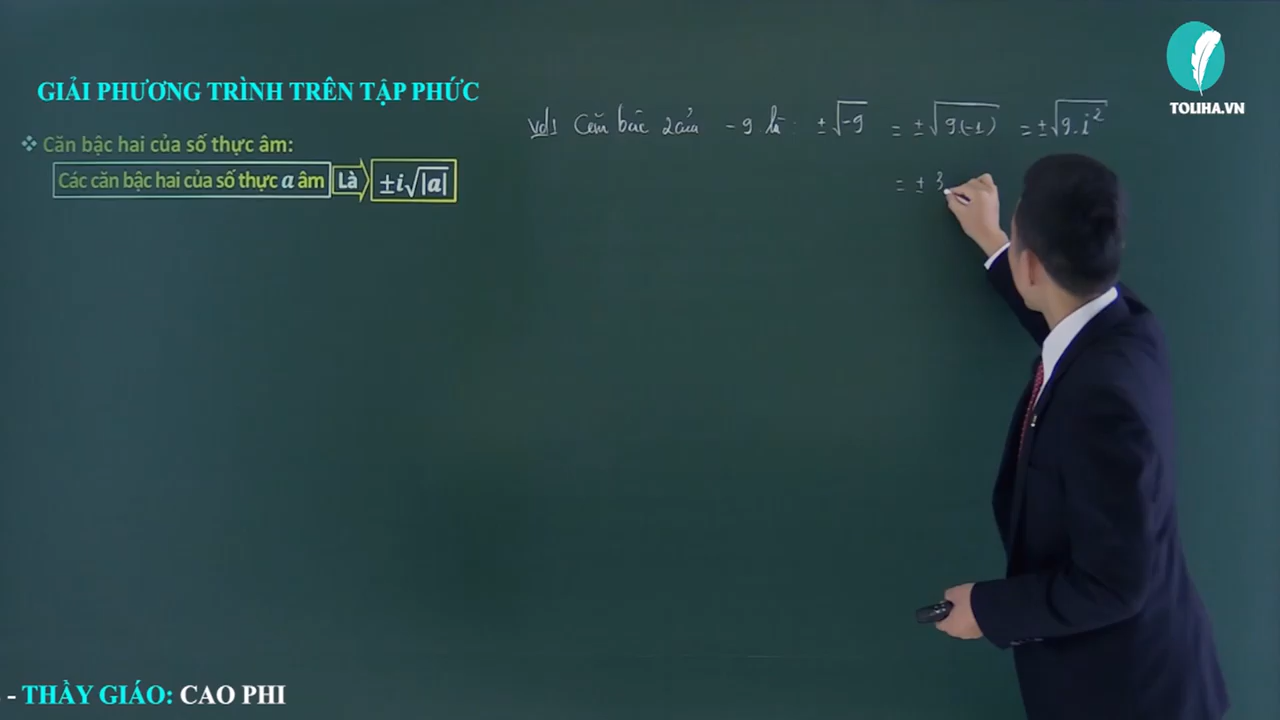 TOLIHA.VN
GIẢI PHƯƠNG TRÌNH TRÊN TẬP PHỨC
Căn bậc hai của số thực âm:
Các căn bậc hai của số thực a âm Là ±i√|a|
Vd1 Căn bậc 2 của -9 là: ±√-9 = ±√9.(-1) = ±√9.i²
= ± 3
- THẦY GIÁO: CAO PHI